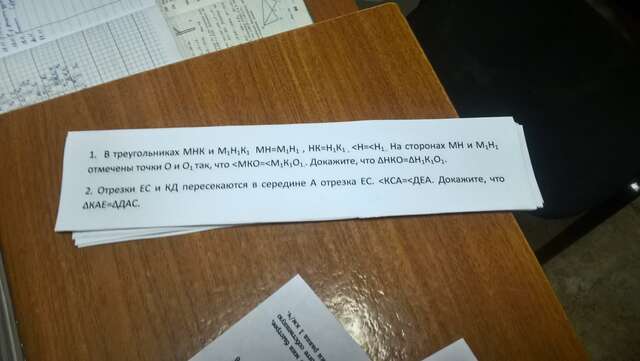 1. В треугольниках МНК и М₁Н₁К₁ МН=М₁Н₁ , НК=Н₁К₁ , <Н=<Н₁. На сторонах МН и М₁Н₁
отмечены точки О и О₁ так, что <МКО=<М₁К₁О₁. Докажите, что ΔНКО=ΔН₁К₁О₁.
2. Отрезки ЕС и КД пересекаются в середине А отрезка ЕС. <КСА=<ДЕА. Докажите, что
ΔКАЕ=ΔДАС.